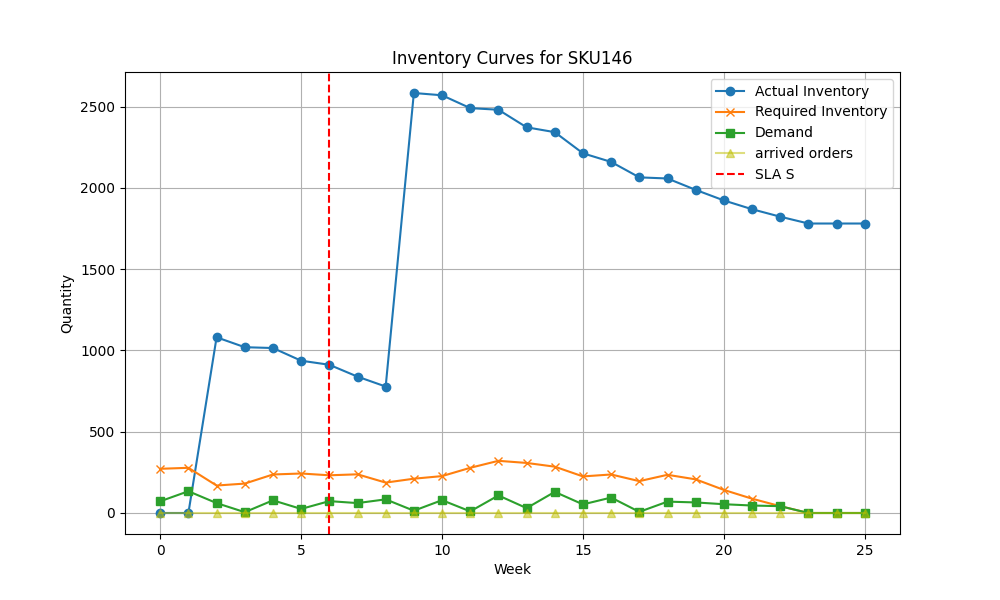 Inventory Curves for SKU146
Actual Inventory
Required Inventory
Demand
arrived orders
SLA S
Quantity
2500
2000
1500
1000
500
0
0 5 10 15 20 25
Week